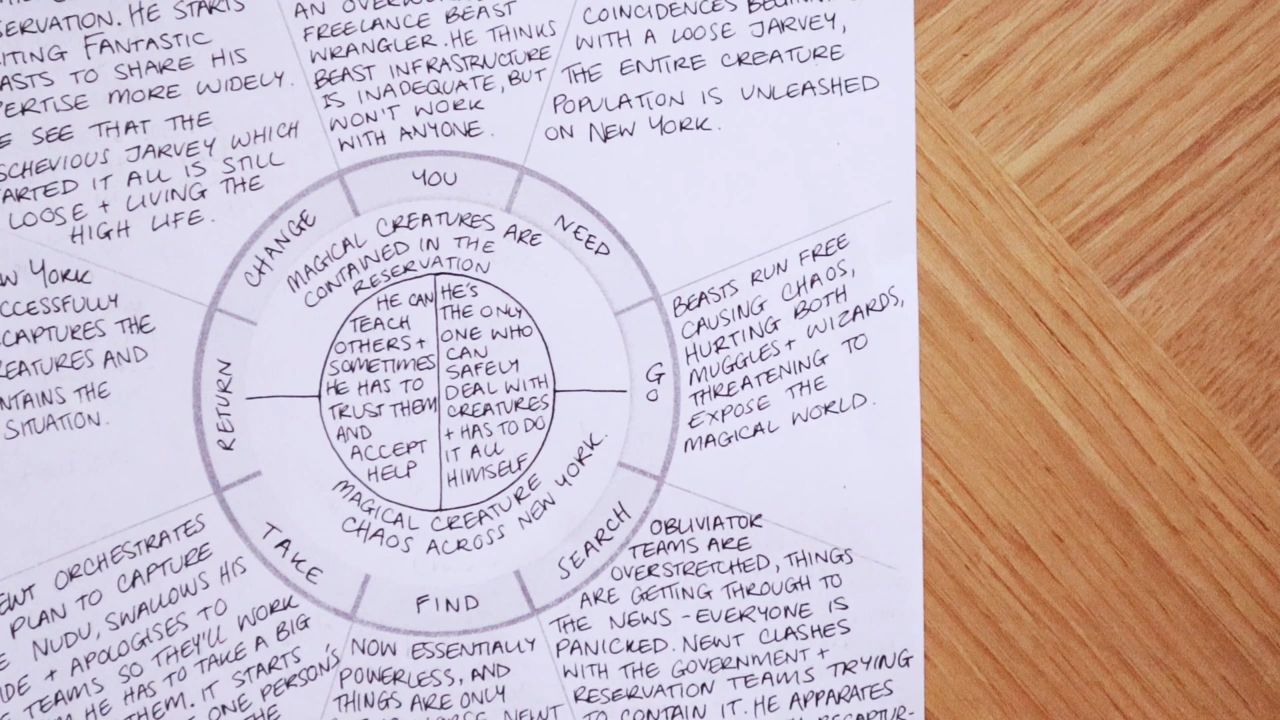 SERVATION. HE STARTS
ITING FANTASTIC
ASTS TO SHARE HIS
PERTISE MORE WIDELY.
E SEE THAT THE
SCHEVIOUS JARVEY WHICH
ARTED IT ALL IS STILL
LOOSE + LIVING THE
HIGH LIFE.
AN
FREELANCE BEAST
WRANGLER. HE THINKS
BEAST INFRASTRUCTURE
IS INADEQUATE, BUT
WON'T WORK
WITH ANYONE.
COINCIDENCES
WITH A LOOSE JARVEY,
THE ENTIRE CREATURE
POPULATION IS UNLEASHED
ON NEW YORK.
YOU
NEED
GO
SEARCH
FIND
TAKE
RETURN
CHANGE
MAGICAL CREATURES ARE
CONTAINED IN THE
RESERVATION
HE CAN
TEACH
OTHERS +
SOMETIMES
HE HAS TO
TRUST THEM
AND
ACCEPT
HELP
HE'S
THE ONLY
ONE WHO
CAN
SAFELY
DEAL WITH
CREATURES
+ HAS TO DO
IT ALL
HIMSELF
MAGICAL CREATURE
CHAOS ACROSS NEW YORK.
BEASTS RUN FREE
CAUSING CHAOS,
HURTING BOTH
MUGGLES + WIZARDS,
THREATENING TO
EXPOSE THE
MAGICAL WORLD.
OBLIVIATOR
TEAMS ARE
OVERSTRETCHED, THINGS
ARE GETTING THROUGH TO
THE NEWS - EVERYONE IS
PANICKED. NEWT CLASHES
WITH THE GOVERNMENT +
RESERVATION TEAMS TRYING
TO CONTAIN IT. HE APPARATES
RECAPTUR-
NOW ESSENTIALLY
POWERLESS, AND
THINGS ARE ONLY
NEWT
EWT ORCHESTRATES
PLAN TO CAPTURE
NUDU, SWALLOWS HIS
IDE + APOLOGISES TO
TEAMS SO THEY'LL WORK
HE HAS TO TAKE A BIG
THEM. IT STARTS
ONE PERSON'S
THE
EW YORK
CCESSFULLY
CAPTURES THE
REATURES AND
NTAINS THE
SITUATION.